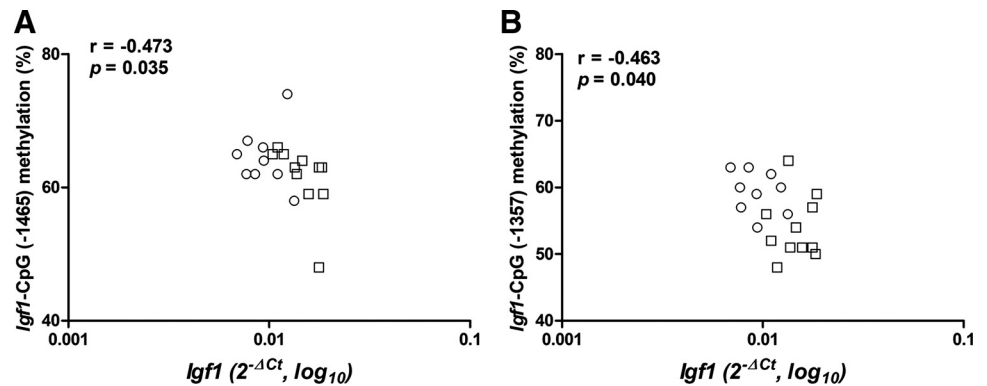 A
r = -0.473
p = 0.035
Igf1-CpG (-1465) methylation (%)
80
60
40
0.001
0.01
0.1
Igf1 (2-ΔCt, log10)
B
r = -0.463
p = 0.040
Igf1-CpG (-1357) methylation (%)
80
70
60
50
40
0.001
0.01
0.1
Igf1 (2-ΔCt, log10)